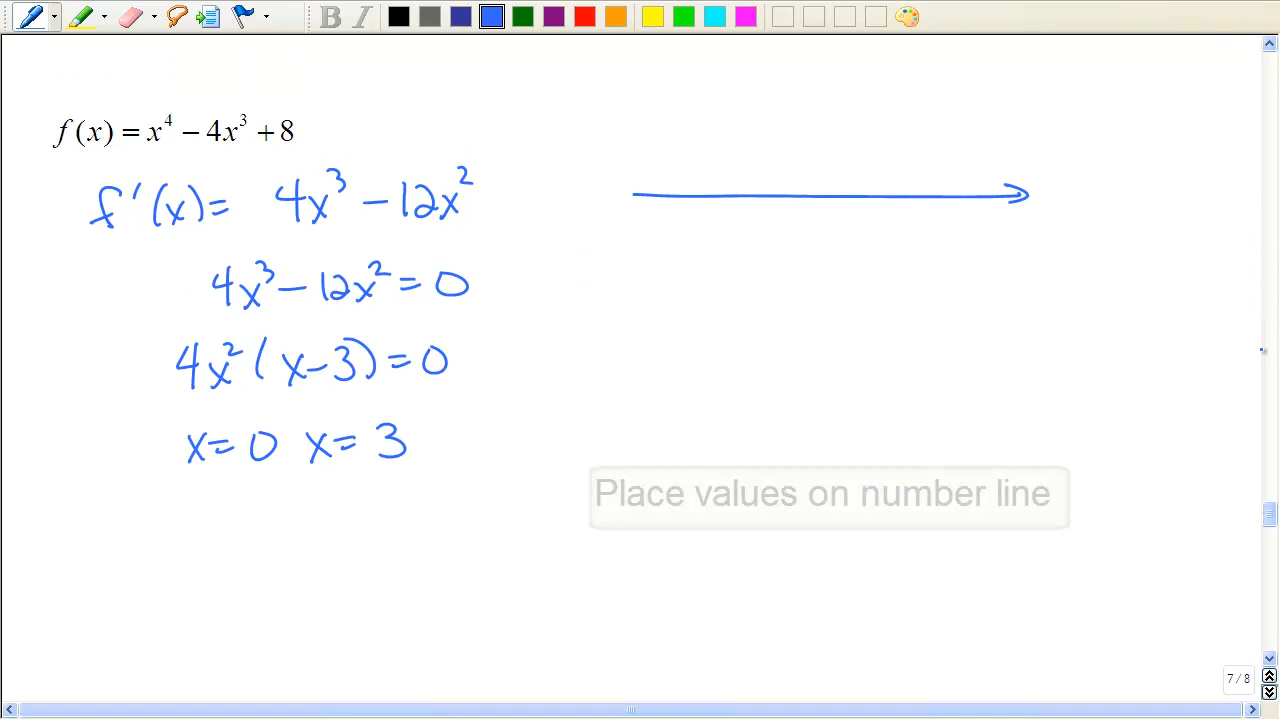 B I
f(x) = x⁴ − 4x³ + 8
f'(x) = 4x³ − 12x²
4x³ − 12x² = 0
4x²(x − 3) = 0
x = 0 x = 3
Place values on number line
7 / 8